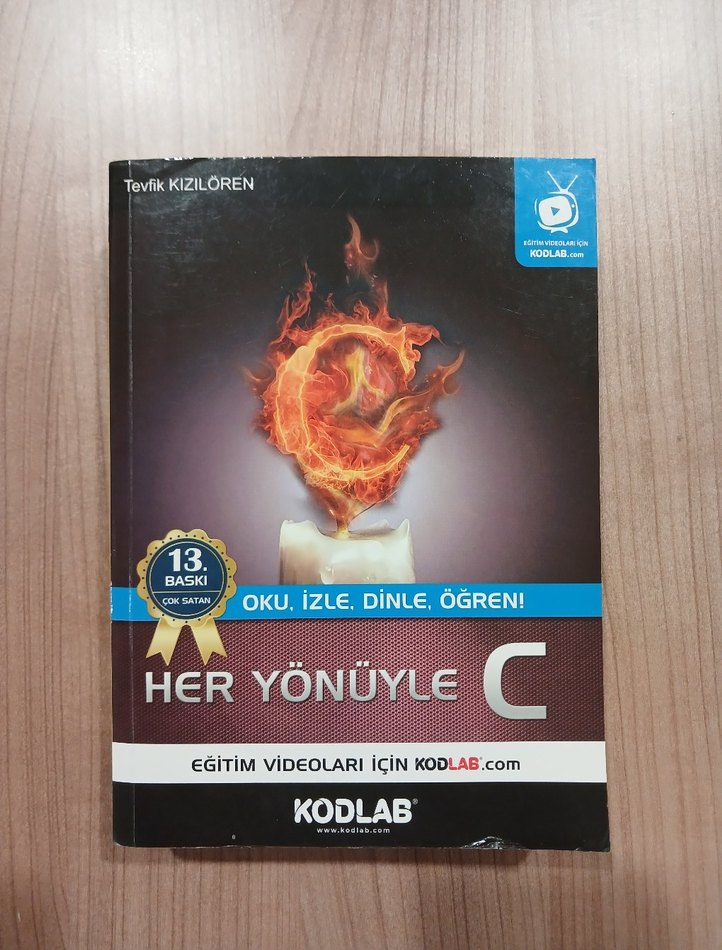 Tevfik KIZILÖREN
EĞİTİM VİDEOLARI İÇİN
KODLAB.com
C
13.
BASKI
ÇOK SATAN
OKU, İZLE, DİNLE, ÖĞREN!
HER YÖNÜYLE C
EĞİTİM VİDEOLARI İÇİN KODLAB®.com
KODLAB®
www.kodlab.com